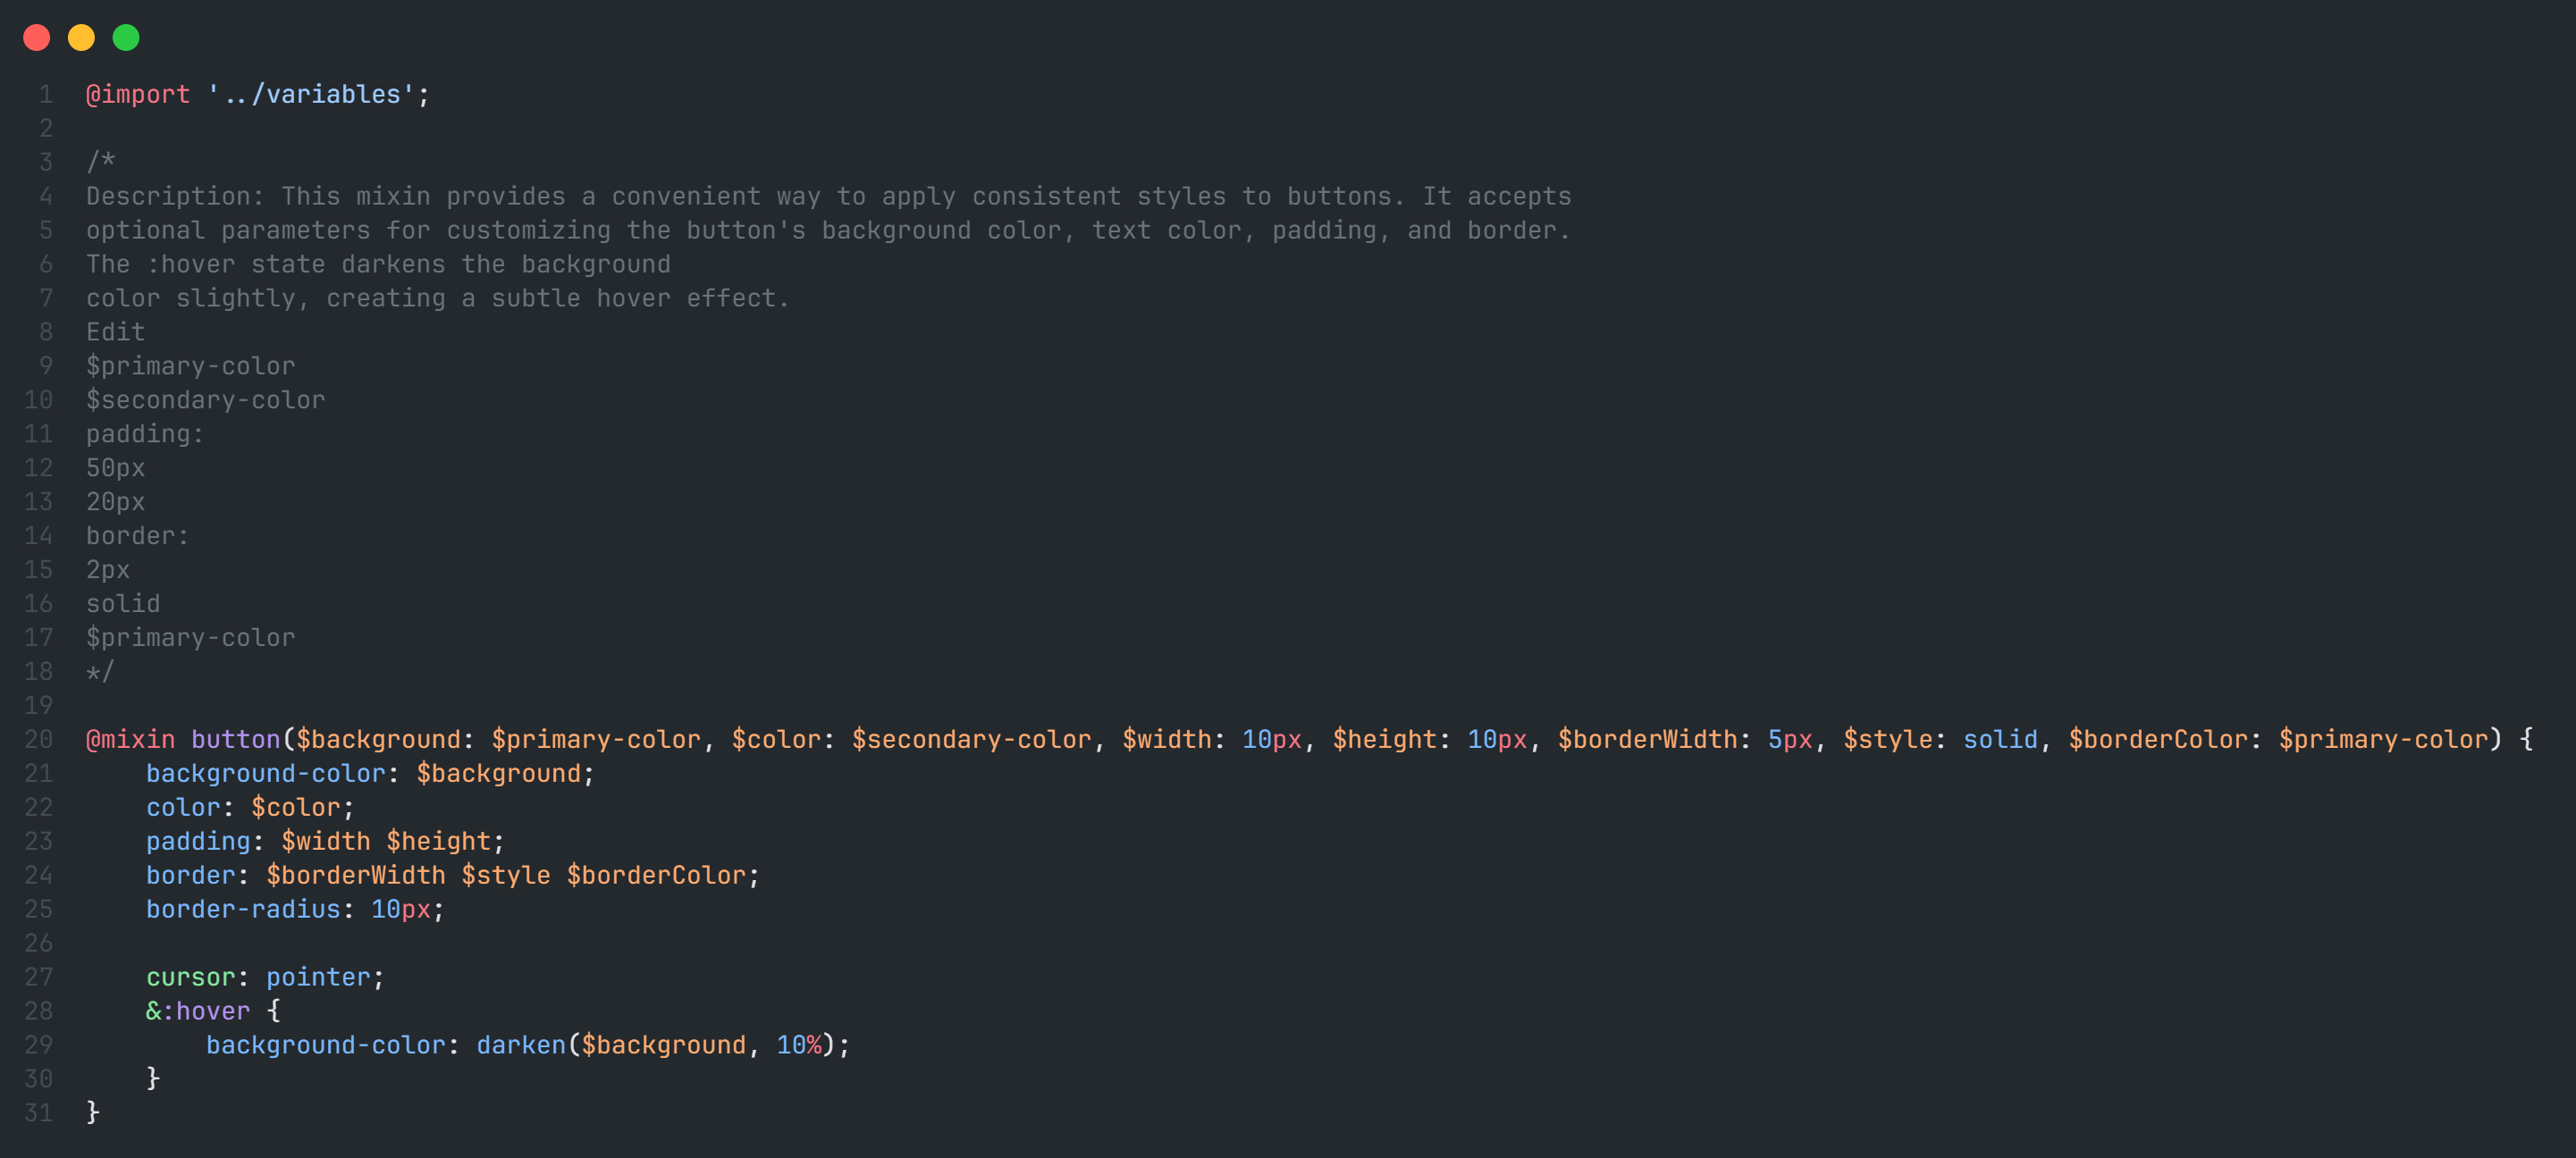 1 @import '../variables';
2
3 /*
4 Description: This mixin provides a convenient way to apply consistent styles to buttons. It accepts
5 optional parameters for customizing the button's background color, text color, padding, and border.
6 The :hover state darkens the background
7 color slightly, creating a subtle hover effect.
8 Edit
9 $primary-color
10 $secondary-color
11 padding:
12 50px
13 20px
14 border:
15 2px
16 solid
17 $primary-color
18 */
19
20 @mixin button($background: $primary-color, $color: $secondary-color, $width: 10px, $height: 10px, $borderWidth: 5px, $style: solid, $borderColor: $primary-color) {
21     background-color: $background;
22     color: $color;
23     padding: $width $height;
24     border: $borderWidth $style $borderColor;
25     border-radius: 10px;
26
27     cursor: pointer;
28     &:hover {
29         background-color: darken($background, 10%);
30     }
31 }